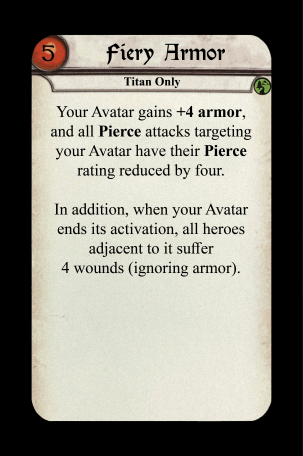 5
Fiery Armor
Titan Only
Your Avatar gains +4 armor,
and all Pierce attacks targeting
your Avatar have their Pierce
rating reduced by four.
In addition, when your Avatar
ends its activation, all heroes
adjacent to it suffer
4 wounds (ignoring armor).